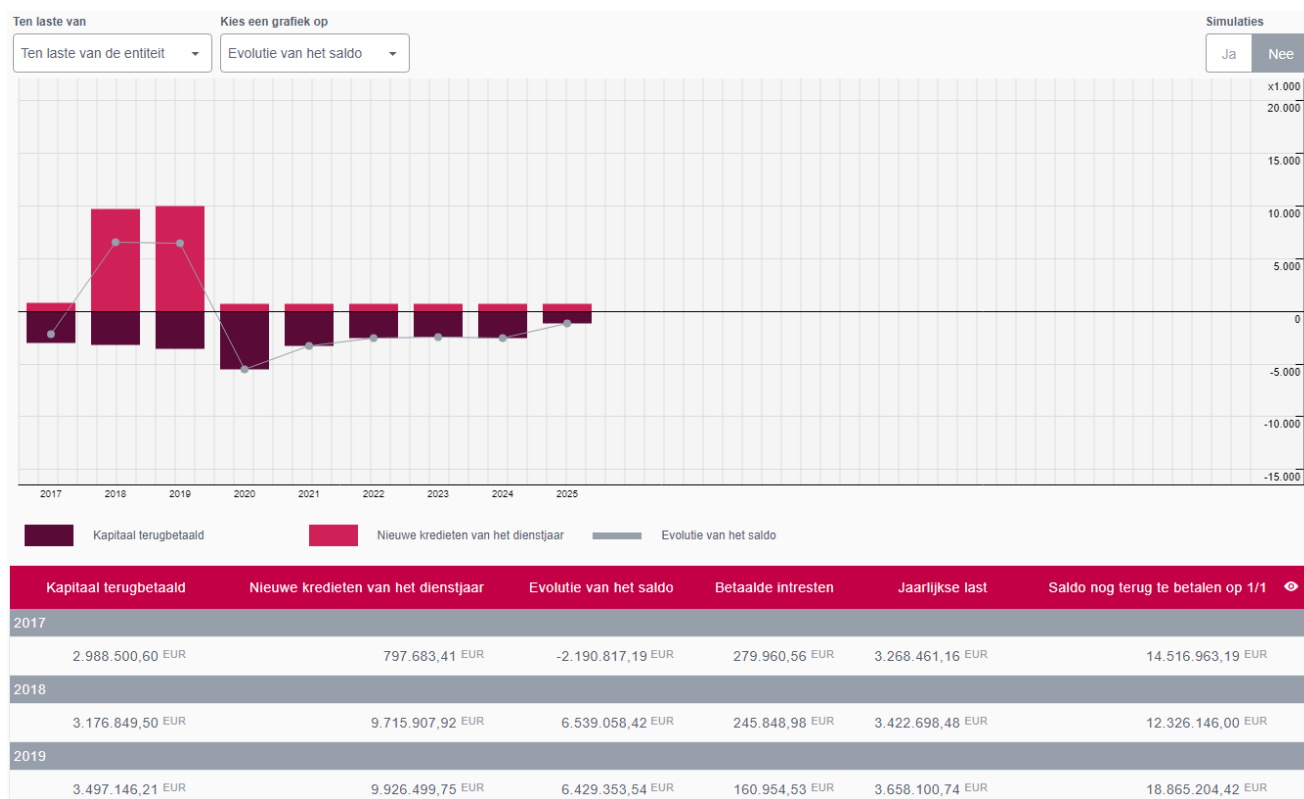 Ten laste van Kies een grafiek op Simulaties
Ten laste van de entiteit Evolutie van het saldo Ja Nee
x1.000
20.000
15.000
10.000
5.000
0
-5.000
-10.000
-15.000
2017 2018 2019 2020 2021 2022 2023 2024 2025
Kapitaal terugbetaald Nieuwe kredieten van het dienstjaar Evolutie van het saldo
Kapitaal terugbetaald Nieuwe kredieten van het dienstjaar Evolutie van het saldo Betaalde intresten Jaarlijkse last Saldo nog terug te betalen op 1/1
2017
2.988.500,60 EUR 797.683,41 EUR -2.190.817,19 EUR 279.960,56 EUR 3.268.461,16 EUR 14.516.963,19 EUR
2018
3.176.849,50 EUR 9.715.907,92 EUR 6.539.058,42 EUR 245.848,98 EUR 3.422.698,48 EUR 12.326.146,00 EUR
2019
3.497.146,21 EUR 9.926.499,75 EUR 6.429.353,54 EUR 160.954,53 EUR 3.658.100,74 EUR 18.865.204,42 EUR